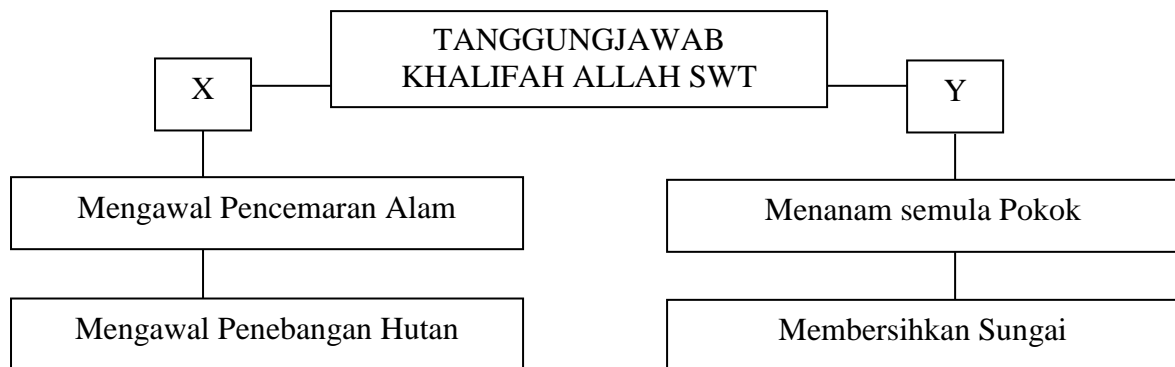 TANGGUNGJAWAB
KHALIFAH ALLAH SWT
X
Y
Mengawal Pencemaran Alam
Menanam semula Pokok
Mengawal Penebangan Hutan
Membersihkan Sungai